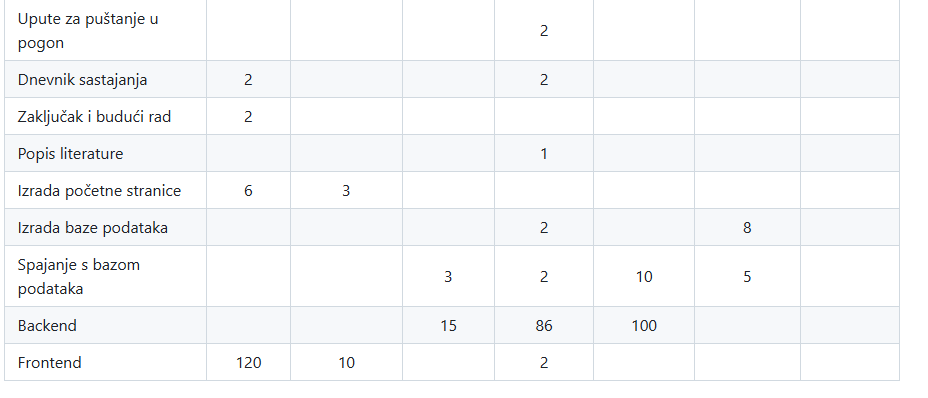 Upute za puštanje u
pogon 2
Dnevnik sastajanja 2 2
Zaključak i budući rad 2
Popis literature 1
Izrada početne stranice 6 3
Izrada baze podataka 2 8
Spajanje s bazom
podataka 3 2 10 5
Backend 15 86 100
Frontend 120 10 2